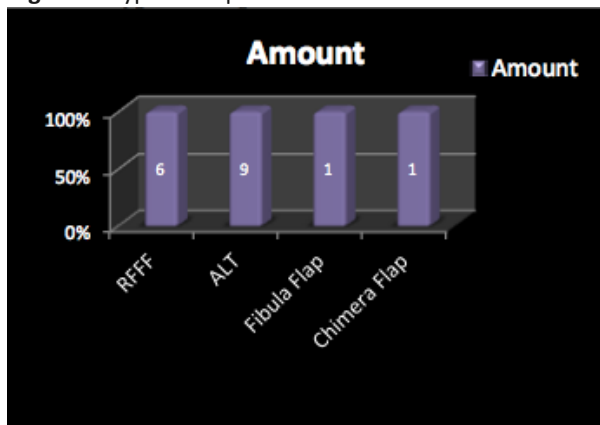 Amount
Amount
100%
50%
0%
6
9
1
1
RFFF
ALT
Fibula Flap
Chimera Flap